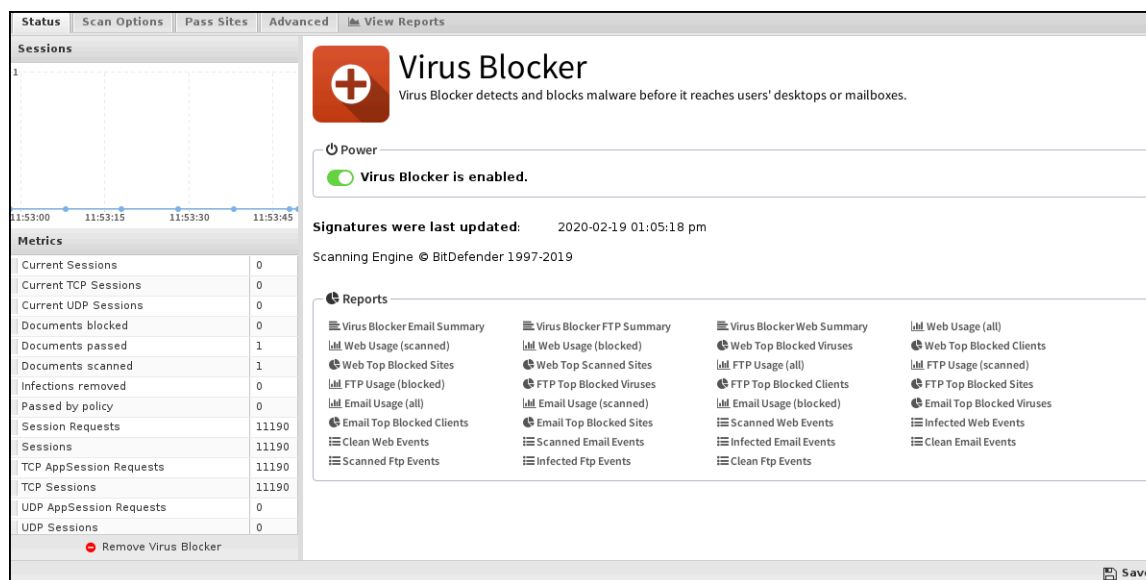 Status Scan Options Pass Sites Advanced View Reports
Sessions
1
11:53:00 11:53:15 11:53:30 11:53:45
Metrics
Current Sessions 0
Current TCP Sessions 0
Current UDP Sessions 0
Documents blocked 0
Documents passed 1
Documents scanned 1
Infections removed 0
Passed by policy 0
Session Requests 11190
Sessions 11190
TCP AppSession Requests 11190
TCP Sessions 11190
UDP AppSession Requests 0
UDP Sessions 0
Remove Virus Blocker
Virus Blocker
Virus Blocker detects and blocks malware before it reaches users' desktops or mailboxes.
Power
Virus Blocker is enabled.
Signatures were last updated: 2020-02-19 01:05:18 pm
Scanning Engine © BitDefender 1997-2019
Reports
Virus Blocker Email Summary Virus Blocker FTP Summary Virus Blocker Web Summary Web Usage (all)
Web Usage (scanned) Web Usage (blocked) Web Top Blocked Viruses Web Top Blocked Clients
Web Top Blocked Sites Web Top Scanned Sites FTP Usage (all) FTP Usage (scanned)
FTP Usage (blocked) FTP Top Blocked Viruses FTP Top Blocked Clients FTP Top Blocked Sites
Email Usage (all) Email Usage (scanned) Email Usage (blocked) Email Top Blocked Viruses
Email Top Blocked Clients Email Top Blocked Sites Scanned Web Events Infected Web Events
Clean Web Events Scanned Email Events Infected Email Events Clean Email Events
Scanned Ftp Events Infected Ftp Events Clean Ftp Events
Save